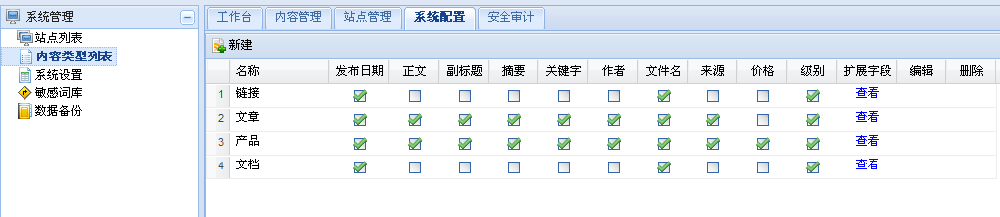 系统管理
站点列表
内容类型列表
系统设置
敏感词库
数据备份
工作台 内容管理 站点管理 系统配置 安全审计
新建
名称 发布日期 正文 副标题 摘要 关键字 作者 文件名 来源 价格 级别 扩展字段 编辑 删除
1 链接 查看
2 文章 查看
3 产品 查看
4 文档 查看